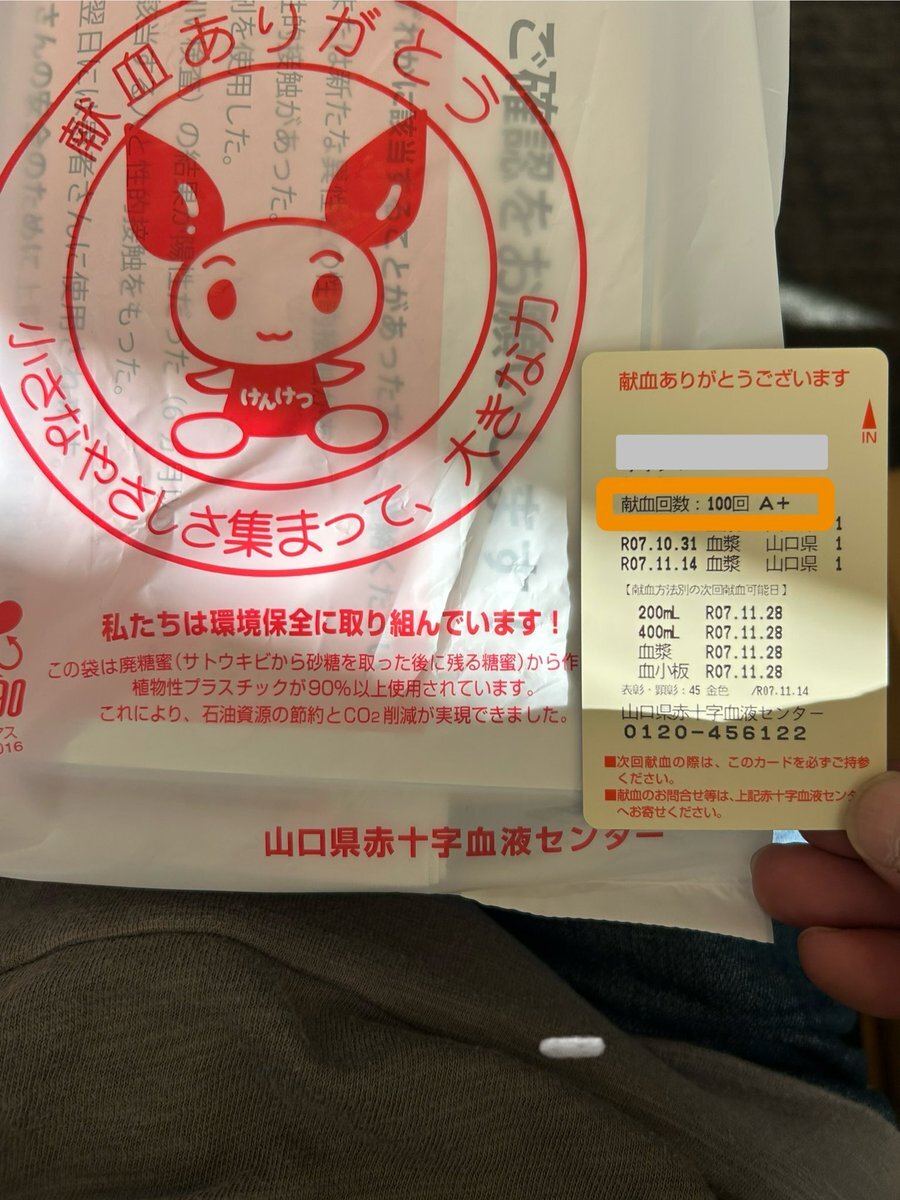 献血ありがとう
けんけつ
小さなやさしさ集まって、大きな力
ご確認をお願いします
私たちは環境保全に取り組んでいます！
この袋は廃糖蜜(サトウキビから砂糖を取った後に残る糖蜜)から作
植物性プラスチックが90%以上使用されています。
これにより、石油資源の節約とCO₂削減が実現できました。
90
016
山口県赤十字血液センター
献血ありがとうございます
IN
献血回数：100回 A+
1
R07.10.31 血漿 山口県 1
R07.11.14 血漿 山口県 1
【献血方法別の次回献血可能日】
200mL R07.11.28
400mL R07.11.28
血漿 R07.11.28
血小板 R07.11.28
表彰・顕彰：45 金色 /R07.11.14
山口県赤十字血液センター
0120-456122
■次回献血の際は、このカードを必ずご持参
ください。
■献血のお問合せ等は、上記赤十字血液センタ
へお寄せください。